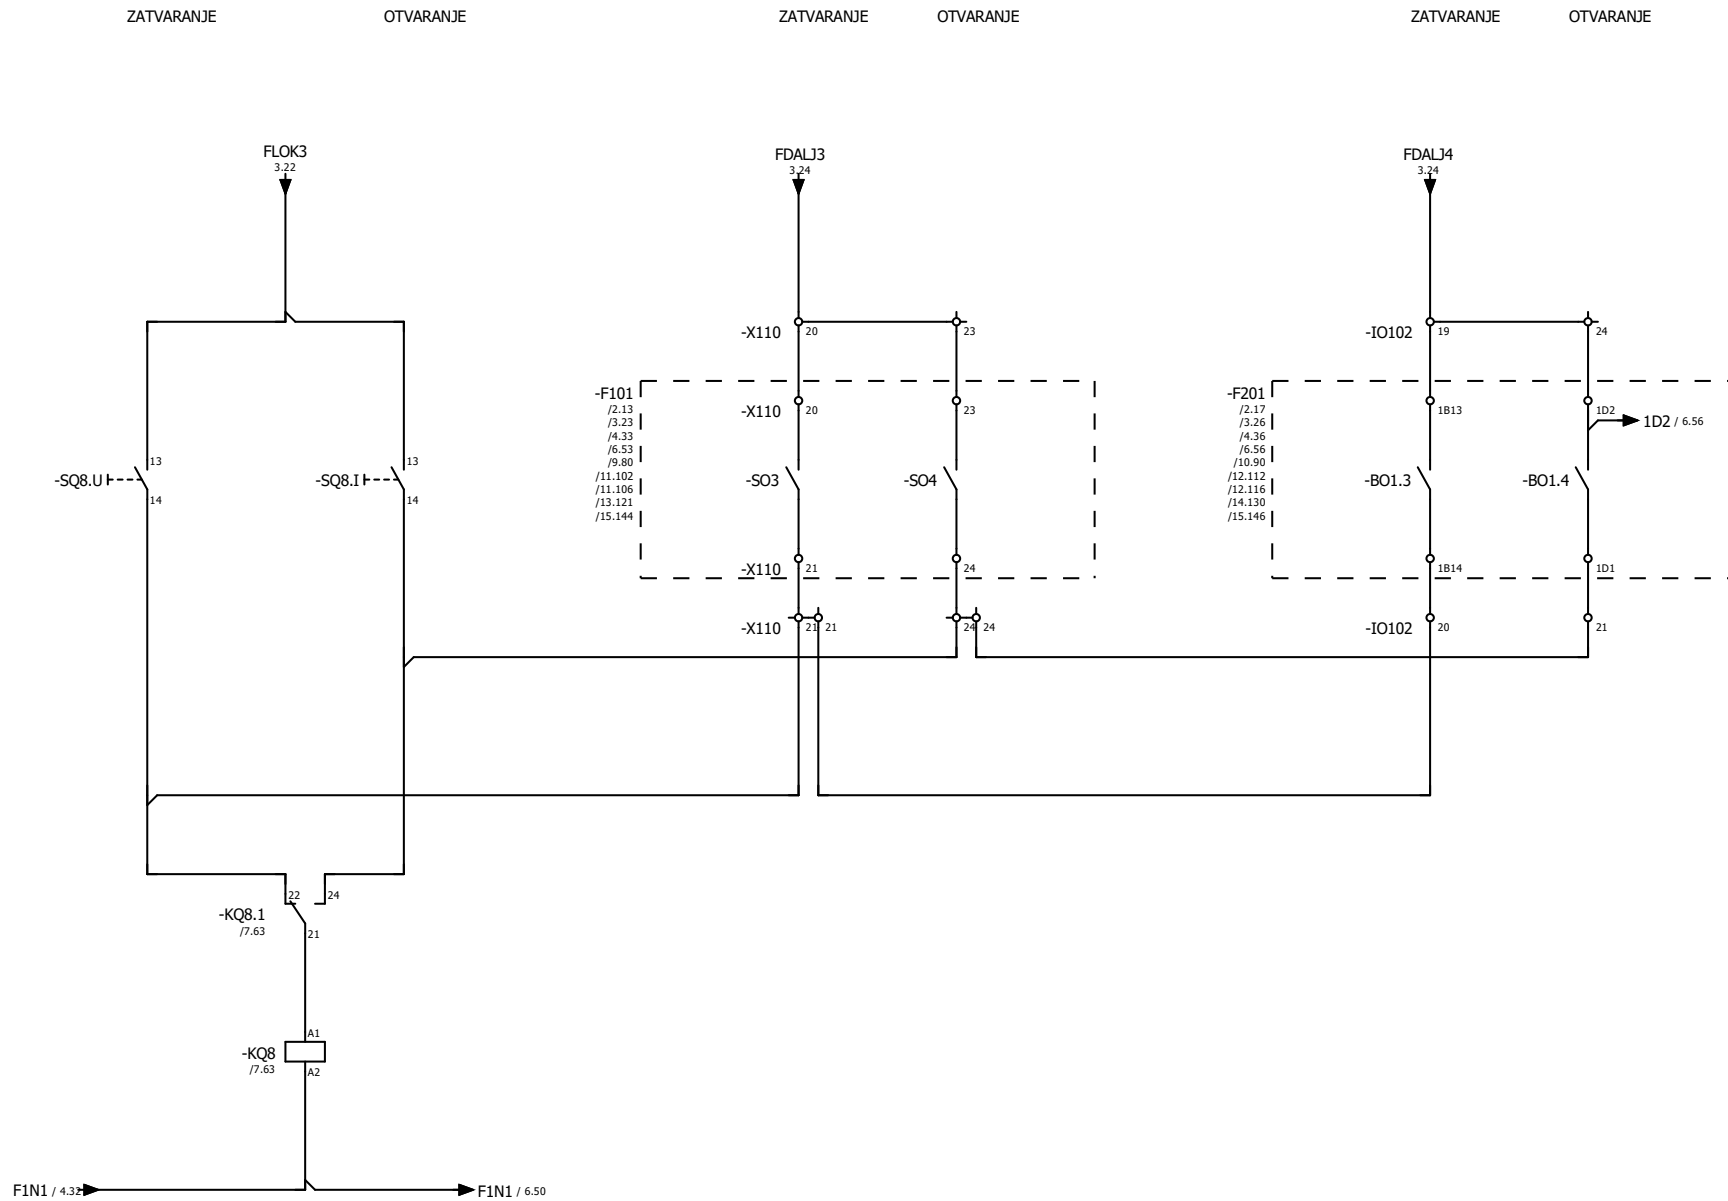 ZATVARANJE
OTVARANJE
ZATVARANJE
OTVARANJE
ZATVARANJE
OTVARANJE
FLOK3
3.22
FDALJ3
3.24
FDALJ4
3.24
-X110
20
23
-IO102
19
24
-F101
/2.13
/3.23
/4.33
/6.53
/9.80
/11.102
/11.106
/13.121
/15.144
-X110
20
23
-F201
/2.17
/3.26
/4.36
/6.56
/10.90
/12.112
/12.116
/14.130
/15.146
1B13
1D2
1D2 / 6.56
-SQ8.U
13
14
-SQ8.I
13
14
-SO3
-SO4
-BO1.3
-BO1.4
-X110
21
24
1B14
1D1
-X110
21
21
24
24
-IO102
20
21
22
24
-KQ8.1
/7.63
21
A1
-KQ8
/7.63
A2
F1N1 / 4.32
F1N1 / 6.50